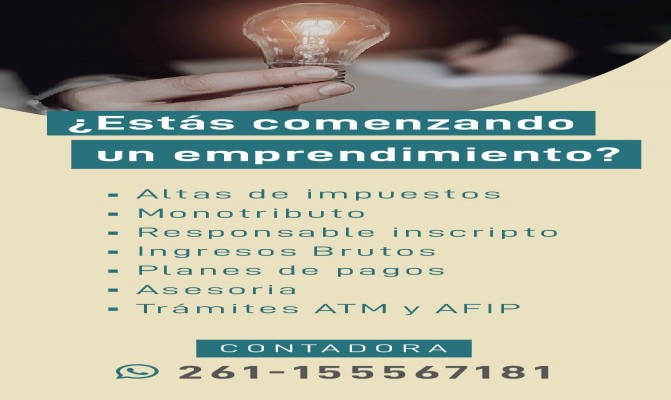 ¿Estás comenzando
un emprendimiento?
- Altas de impuestos
- Monotributo
- Responsable inscripto
- Ingresos Brutos
- Planes de pagos
- Asesoria
- Trámites ATM y AFIP
CONTADORA
261-155567181